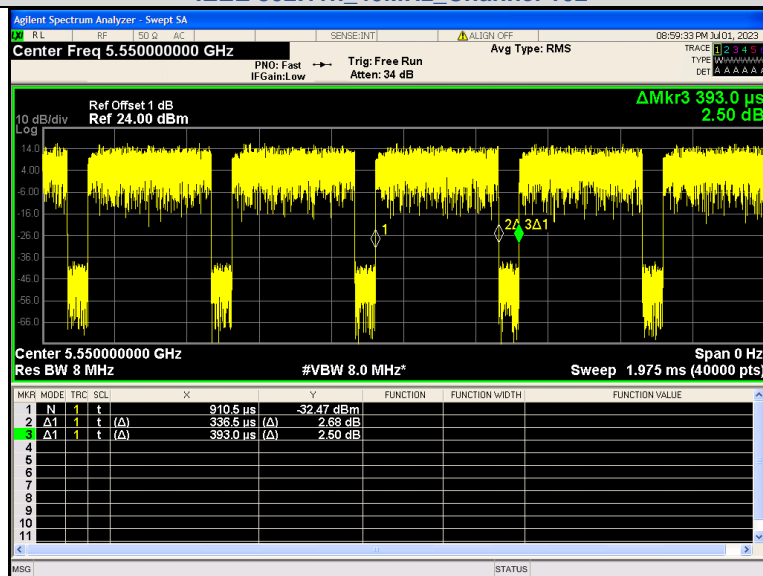 Agilent Spectrum Analyzer - Swept SA
LXI RL RF 50 Ω AC SENSE:INT ALIGN OFF 08:59:33 PM Jul 01, 2023
Center Freq 5.550000000 GHz Avg Type: RMS TRACE 1 2 3 4 5
PNO: Fast Trig: Free Run TYPE
IFGain:Low Atten: 34 dB DET A A A A A
ΔMkr3 393.0 µs
2.50 dB
Ref Offset 1 dB
10 dB/div Ref 24.00 dBm
Log
14.0
4.00
-6.00
-16.0
-26.0
-36.0
-46.0
-56.0
-66.0
1
2Δ 3Δ1
Center 5.550000000 GHz Span 0 Hz
Res BW 8 MHz #VBW 8.0 MHz* Sweep 1.975 ms (40000 pts)
MKR MODE TRC SCL X Y FUNCTION FUNCTION WIDTH FUNCTION VALUE
1 N 1 t 910.5 µs -32.47 dBm
2 Δ1 1 t (Δ) 336.5 µs (Δ) 2.68 dB
3 Δ1 1 t (Δ) 393.0 µs (Δ) 2.50 dB
4
5
6
7
8
9
10
11
MSG STATUS